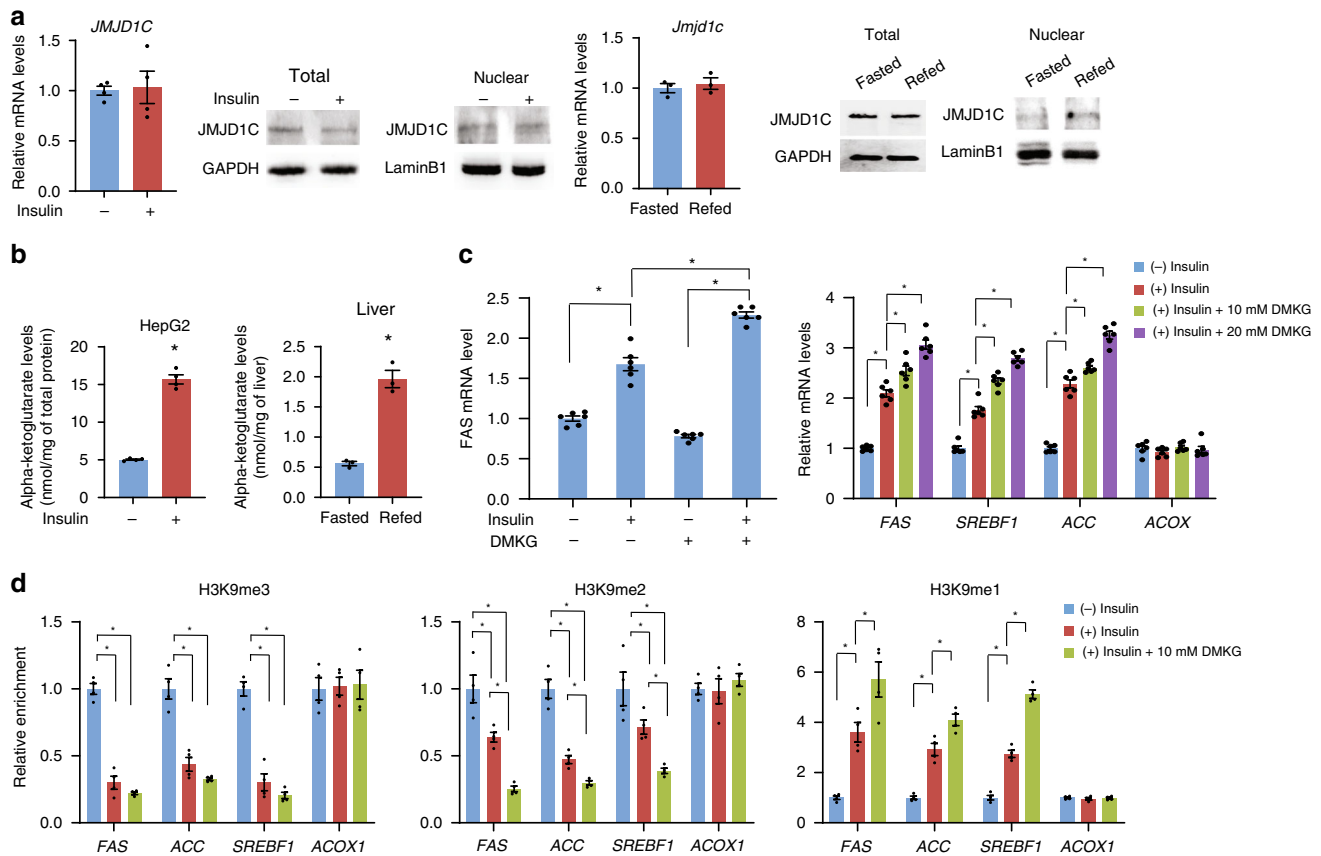 a
JMJD1C
Relative mRNA levels
1.5
1.0
0.5
0.0
Insulin – +
Total
Insulin – +
JMJD1C
GAPDH
Nuclear
– +
JMJD1C
LaminB1
Jmjd1c
Relative mRNA levels
1.5
1.0
0.5
0.0
Fasted Refed
Total
Fasted Refed
JMJD1C
GAPDH
Nuclear
Fasted Refed
JMJD1C
LaminB1
b
HepG2
Alpha-ketoglutarate levels
(nmol/mg of total protein)
20
15
10
5
0
*
Insulin – +
Liver
Alpha-ketoglutarate levels
(nmol/mg of liver)
2.5
2.0
1.5
1.0
0.5
0.0
*
Fasted Refed
c
FAS mRNA levels
2.5
2.0
1.5
1.0
0.5
0.0
* * *
Insulin – + – +
DMKG – – + +
Relative mRNA levels
4
3
2
1
0
* * *
* * *
* * *
FAS SREBF1 ACC ACOX
(–) Insulin
(+) Insulin
(+) Insulin + 10 mM DMKG
(+) Insulin + 20 mM DMKG
d
H3K9me3
Relative enrichment
1.5
1.0
0.5
0.0
* * *
* * *
FAS ACC SREBF1 ACOX1
H3K9me2
1.5
1.0
0.5
0.0
* * *
* * *
* * *
FAS ACC SREBF1 ACOX1
H3K9me1
8
6
4
2
0
* * *
* * *
FAS ACC SREBF1 ACOX1
(–) Insulin
(+) Insulin
(+) Insulin + 10 mM DMKG